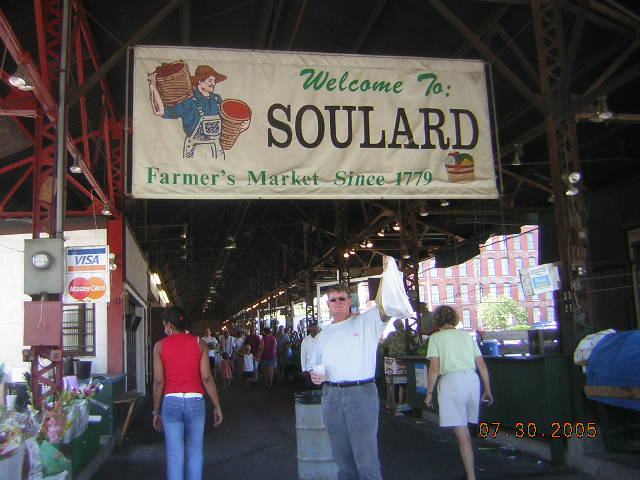 Welcome To:
SOULARD
Farmer's Market Since 1779
VISA
MasterCard
07.30.2005